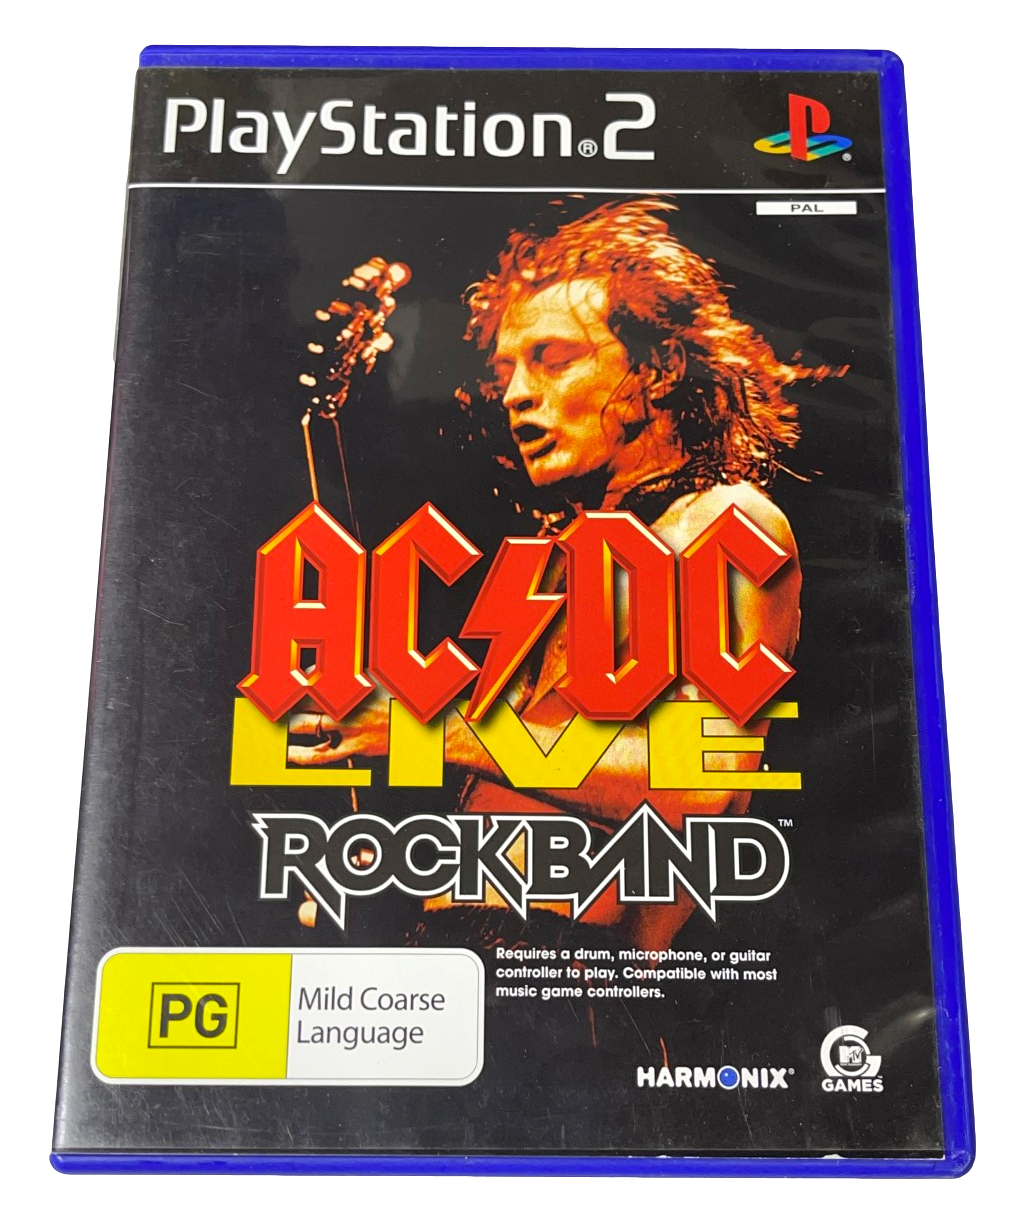 PlayStation®2
PAL
AC/DC
LIVE
ROCKBAND™
Requires a drum, microphone, or guitar
controller to play. Compatible with most
music game controllers.
PG
Mild Coarse
Language
HARMONIX®
MTV
GAMES